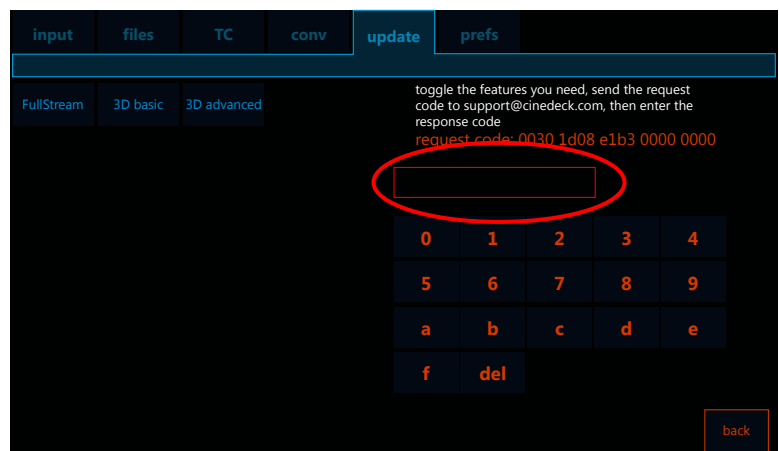 input files TC conv update prefs
FullStream 3D basic 3D advanced
toggle the features you need, send the request
code to support@cinedeck.com, then enter the
response code
request code: 0030 1d08 e1b3 0000 0000
0 1 2 3 4
5 6 7 8 9
a b c d e
f del
back